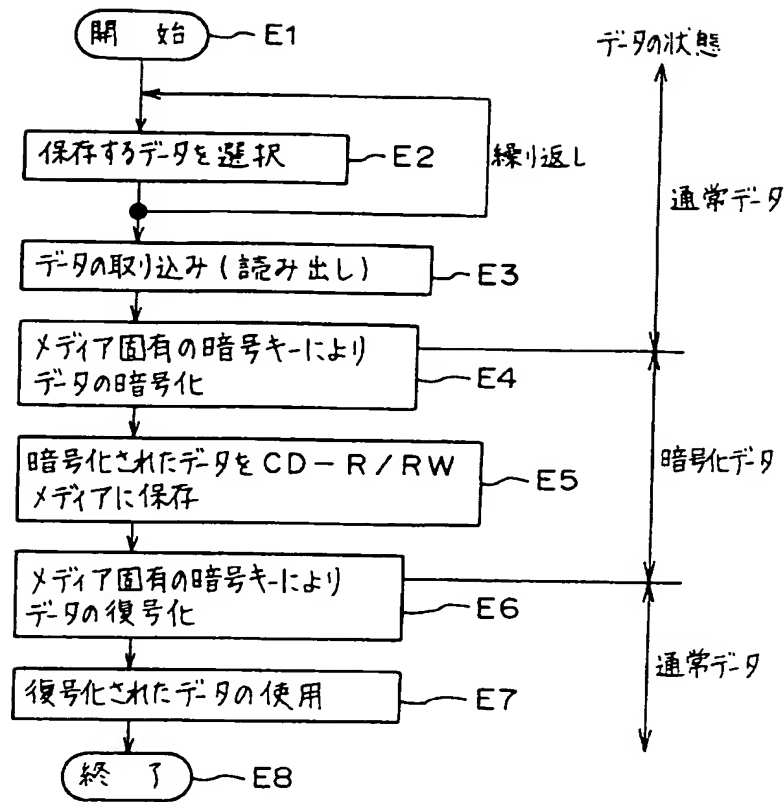 開 始
E1
データの状態
保存するデータを選択
E2
繰り返し
通常データ
データの取り込み(読み出し)
E3
メディア固有の暗号キーにより
データの暗号化
E4
暗号化されたデータをCD-R/RW
メディアに保存
E5
暗号化データ
メディア固有の暗号キーにより
データの復号化
E6
通常データ
復号化されたデータの使用
E7
終 了
E8